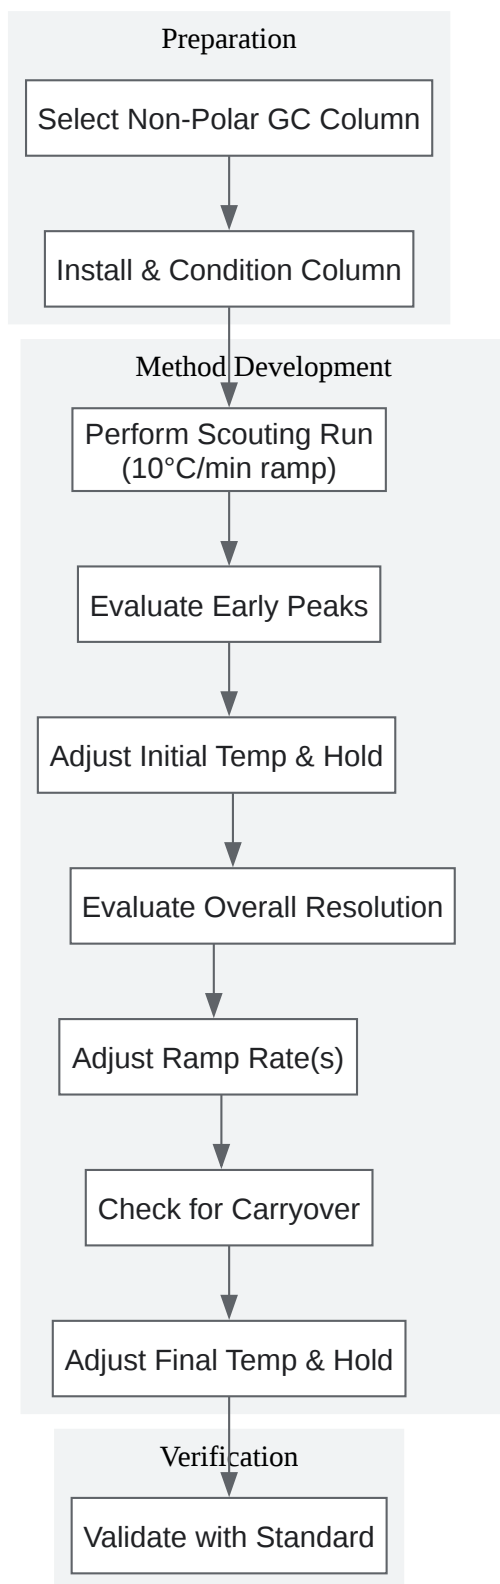 Preparation
Select Non-Polar GC Column
Install & Condition Column
Method Development
Perform Scouting Run
(10°C/min ramp)
Evaluate Early Peaks
Adjust Initial Temp & Hold
Evaluate Overall Resolution
Adjust Ramp Rate(s)
Check for Carryover
Adjust Final Temp & Hold
Verification
Validate with Standard